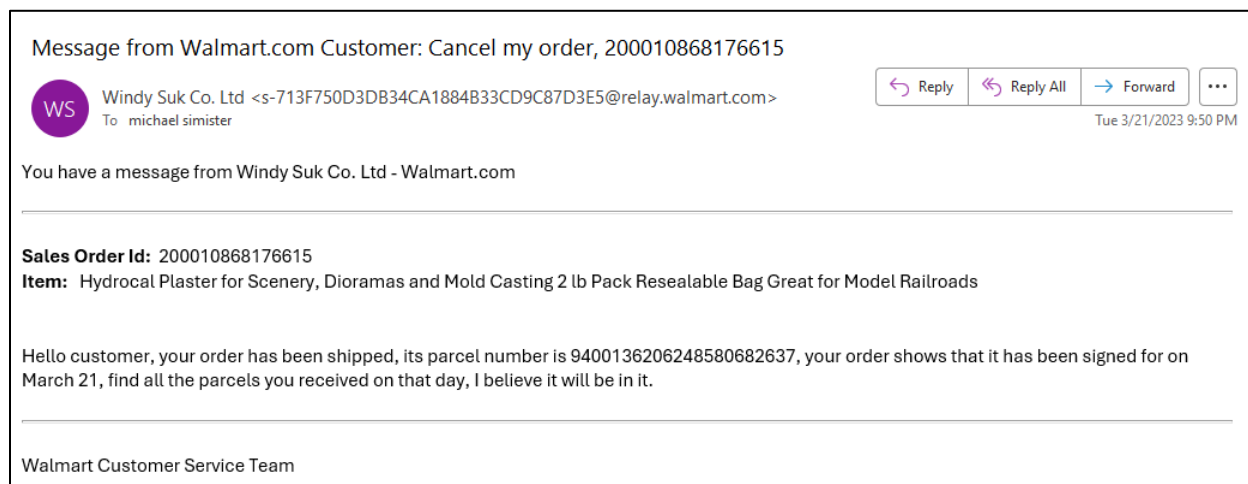 Message from Walmart.com Customer: Cancel my order, 200010868176615
WS
Windy Suk Co. Ltd <s-713F750D3DB34CA1884B33CD9C87D3E5@relay.walmart.com>
To michael simister
Reply
Reply All
Forward
Tue 3/21/2023 9:50 PM
You have a message from Windy Suk Co. Ltd - Walmart.com
Sales Order Id: 200010868176615
Item: Hydrocal Plaster for Scenery, Dioramas and Mold Casting 2 lb Pack Resealable Bag Great for Model Railroads
Hello customer, your order has been shipped, its parcel number is 9400136206248580682637, your order shows that it has been signed for on
March 21, find all the parcels you received on that day, I believe it will be in it.
Walmart Customer Service Team